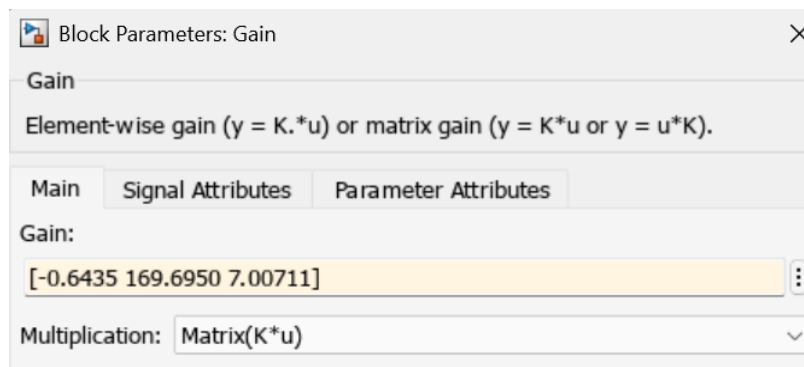 Block Parameters: Gain
Gain
Element-wise gain (y = K.*u) or matrix gain (y = K*u or y = u*K).
Main Signal Attributes Parameter Attributes
Gain:
[-0.6435 169.6950 7.00711]
Multiplication: Matrix(K*u)